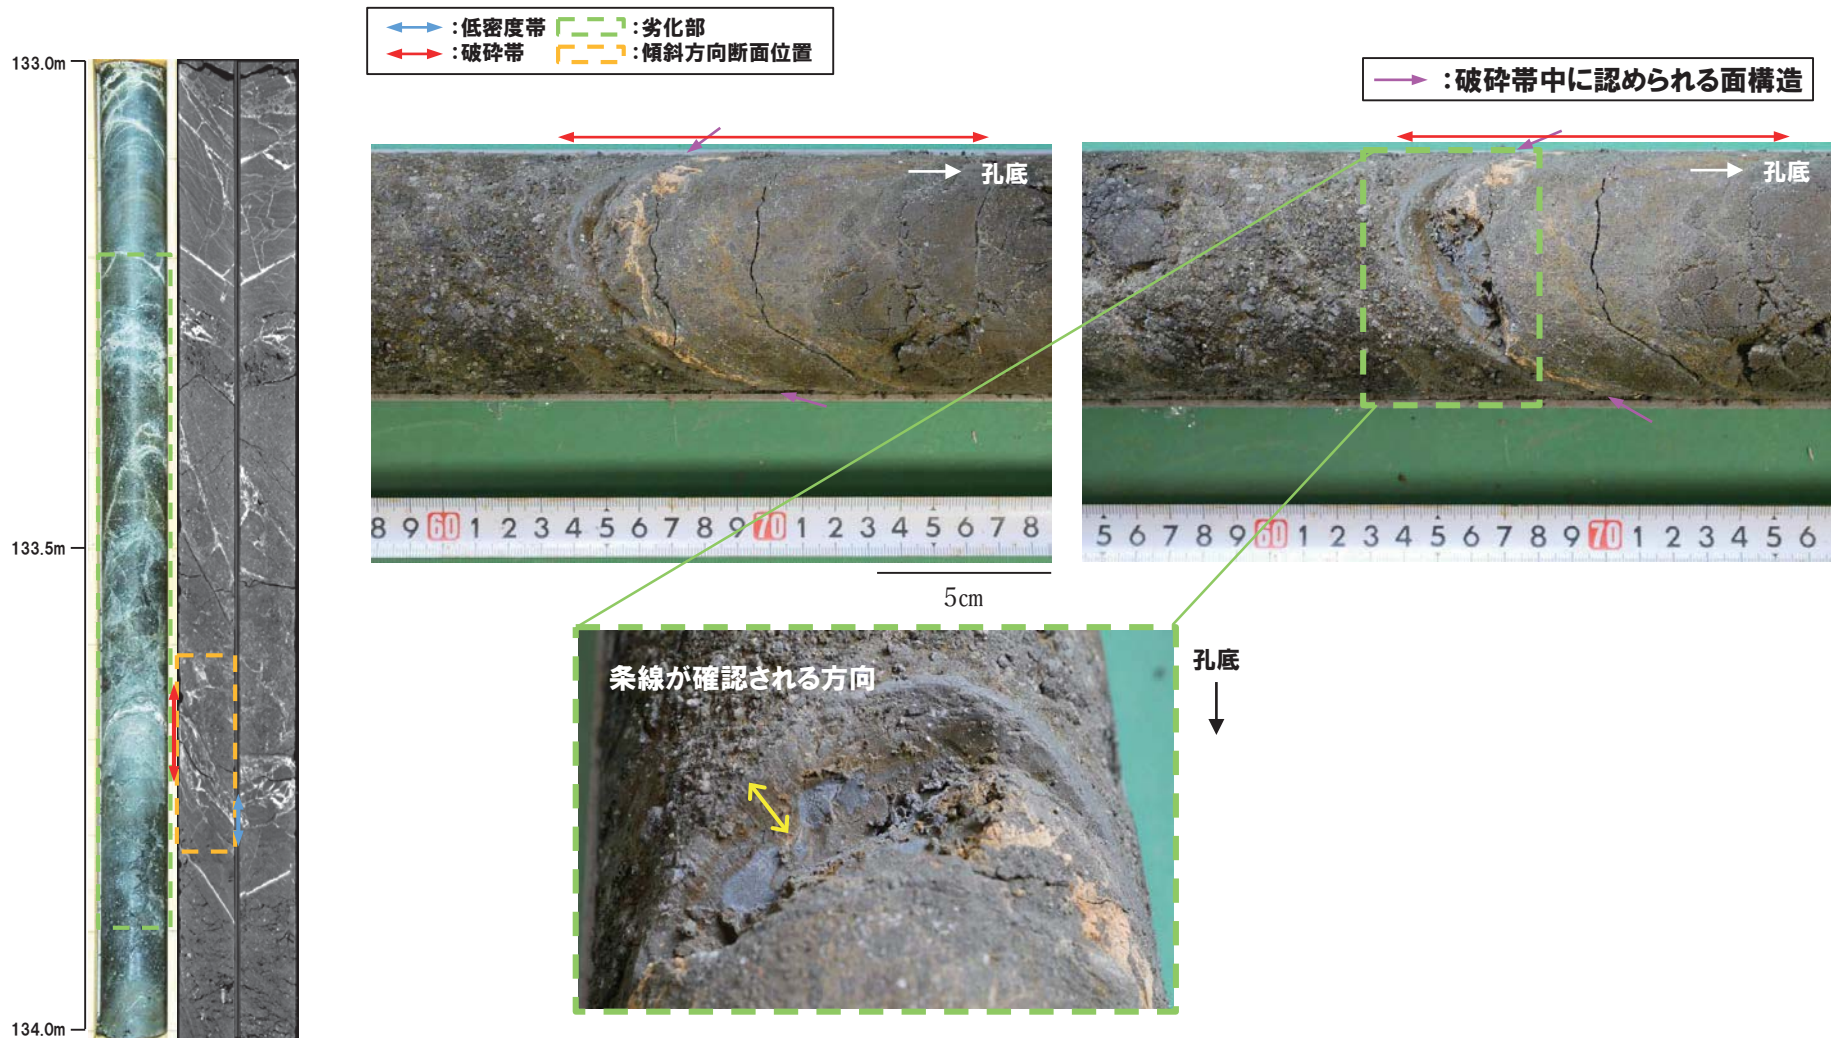 :低密度帯
:劣化部
:破砕帯
:傾斜方向断面位置
:破砕帯中に認められる面構造
133.0m
133.5m
134.0m
孔底
孔底
8 9 60 1 2 3 4 5 6 7 8 9 70 1 2 3 4 5 6 7 8
5 6 7 8 9 60 1 2 3 4 5 6 7 8 9 70 1 2 3 4 5 6
5cm
条線が確認される方向
孔底